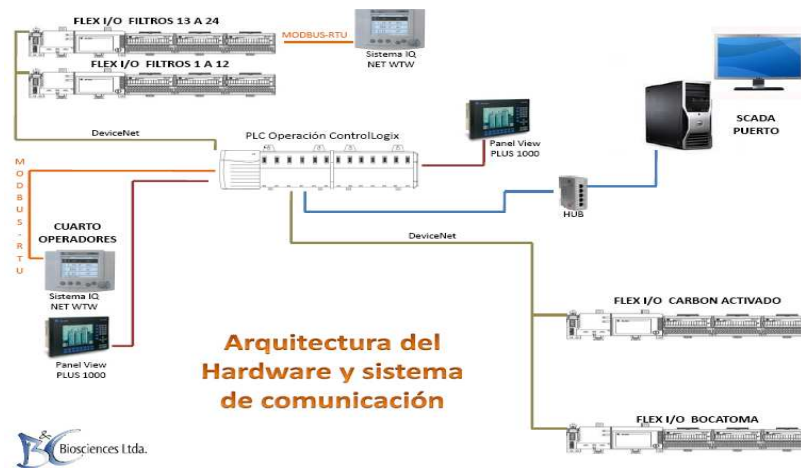 FLEX I/O FILTROS 13 A 24
MODBUS-RTU
Sistema IQ
NET WTW
FLEX I/O FILTROS 1 A 12
DeviceNet
PLC Operación ControlLogix
Panel View
PLUS 1000
SCADA
PUERTO
HUB
MODBUS-RTU
CUARTO
OPERADORES
Sistema IQ
NET WTW
DeviceNet
Panel View
PLUS 1000
FLEX I/O CARBON ACTIVADO
Arquitectura del
Hardware y sistema
de comunicación
FLEX I/O BOCATOMA
B&C Biosciences Ltda.